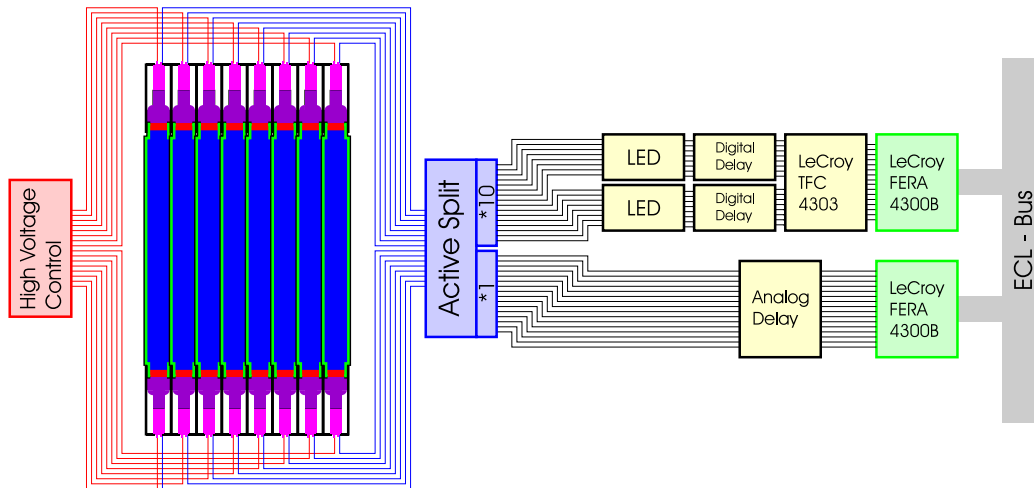 High Voltage
Control
Active Split
*10
*1
LED
LED
Digital
Delay
Digital
Delay
LeCroy
TFC
4303
LeCroy
FERA
4300B
Analog
Delay
LeCroy
FERA
4300B
ECL - Bus